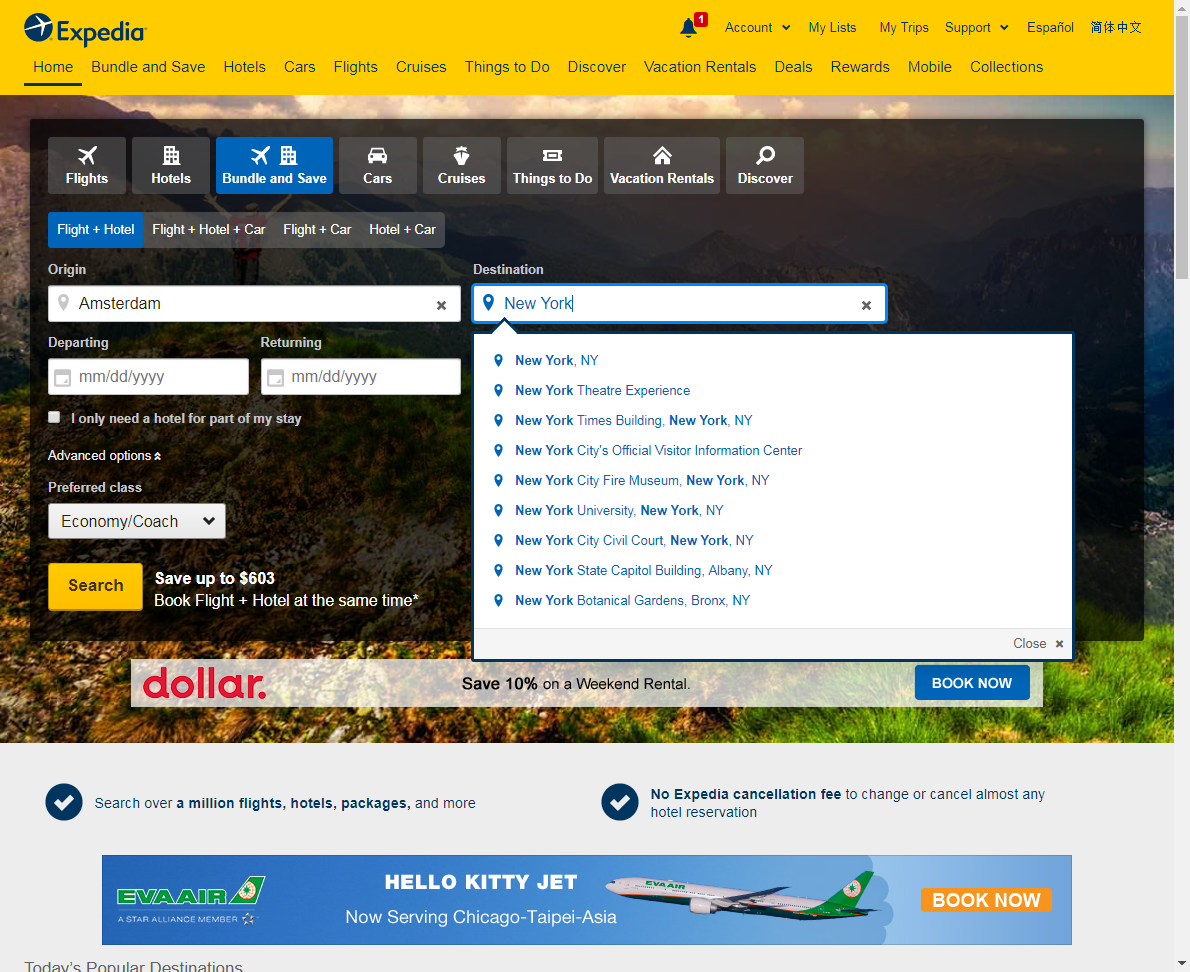 Expedia
1
Account
My Lists
My Trips
Support
Español
简体中文
Home
Bundle and Save
Hotels
Cars
Flights
Cruises
Things to Do
Discover
Vacation Rentals
Deals
Rewards
Mobile
Collections
Flights
Hotels
Bundle and Save
Cars
Cruises
Things to Do
Vacation Rentals
Discover
Flight + Hotel
Flight + Hotel + Car
Flight + Car
Hotel + Car
Origin
Amsterdam
Destination
New York
Departing
mm/dd/yyyy
Returning
mm/dd/yyyy
I only need a hotel for part of my stay
Advanced options
Preferred class
Economy/Coach
Search
Save up to $603
Book Flight + Hotel at the same time*
New York, NY
New York Theatre Experience
New York Times Building, New York, NY
New York City's Official Visitor Information Center
New York City Fire Museum, New York, NY
New York University, New York, NY
New York City Civil Court, New York, NY
New York State Capitol Building, Albany, NY
New York Botanical Gardens, Bronx, NY
Close
dollar.
Save 10% on a Weekend Rental.
BOOK NOW
Search over a million flights, hotels, packages, and more
No Expedia cancellation fee to change or cancel almost any
hotel reservation
EVA AIR
A STAR ALLIANCE MEMBER
HELLO KITTY JET
Now Serving Chicago-Taipei-Asia
EVA AIR
BOOK NOW
Today's Popular Destinations